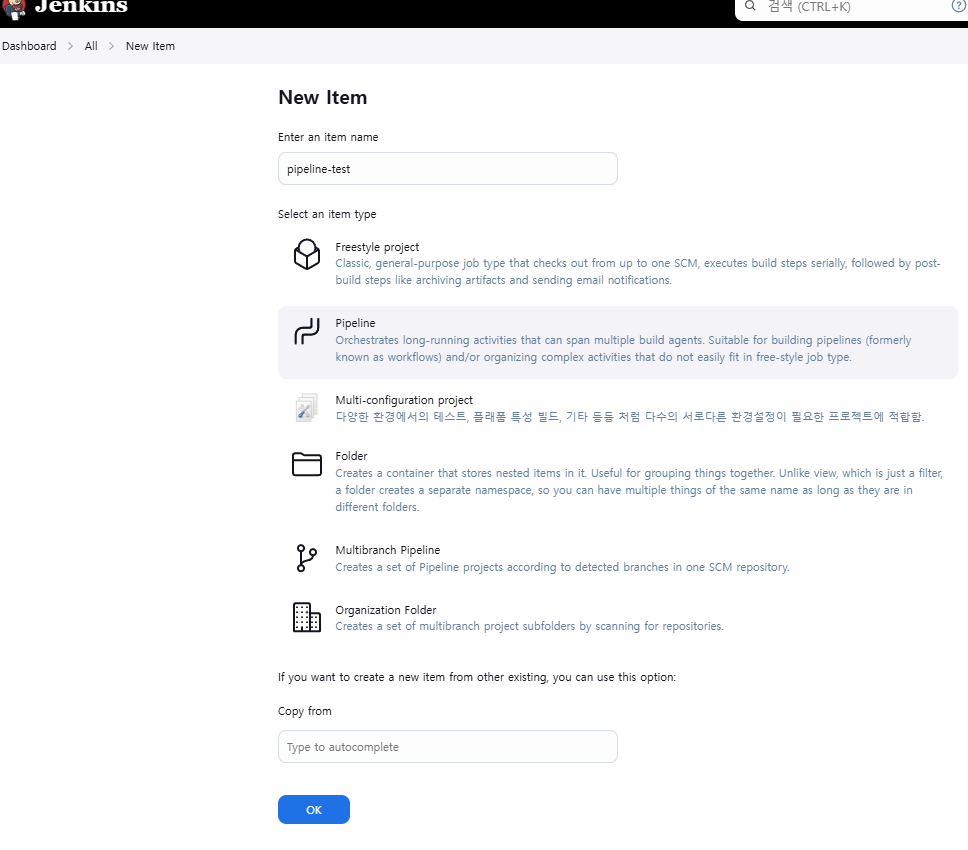 Jenkins
검색 (CTRL+K)
Dashboard > All > New Item
New Item
Enter an item name
pipeline-test
Select an item type
Freestyle project
Classic, general-purpose job type that checks out from up to one SCM, executes build steps serially, followed by post-
build steps like archiving artifacts and sending email notifications.
Pipeline
Orchestrates long-running activities that can span multiple build agents. Suitable for building pipelines (formerly
known as workflows) and/or organizing complex activities that do not easily fit in free-style job type.
Multi-configuration project
다양한 환경에서의 테스트, 플래폼 특성 빌드, 기타 등등 처럼 다수의 서로다른 환경설정이 필요한 프로젝트에 적합함.
Folder
Creates a container that stores nested items in it. Useful for grouping things together. Unlike view, which is just a filter,
a folder creates a separate namespace, so you can have multiple things of the same name as long as they are in
different folders.
Multibranch Pipeline
Creates a set of Pipeline projects according to detected branches in one SCM repository.
Organization Folder
Creates a set of multibranch project subfolders by scanning for repositories.
If you want to create a new item from other existing, you can use this option:
Copy from
Type to autocomplete
OK